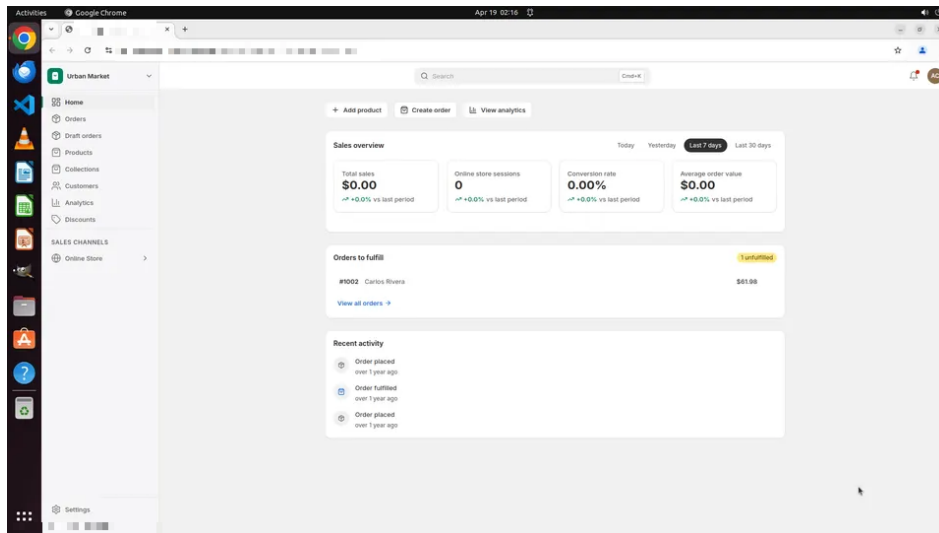 Activities Google Chrome Apr 19 02:16
Urban Market Search Cmd+K AC
Home
Orders
Draft orders
Products
Collections
Customers
Analytics
Discounts
SALES CHANNELS
Online Store
Settings
Add product Create order View analytics
Sales overview Today Yesterday Last 7 days Last 30 days
Total sales Online store sessions Conversion rate Average order value
$0.00 0 0.00% $0.00
+0.0% vs last period +0.0% vs last period +0.0% vs last period +0.0% vs last period
Orders to fulfill 1 unfulfilled
#1002 Carlos Rivera $61.98
View all orders
Recent activity
Order placed
over 1 year ago
Order fulfilled
over 1 year ago
Order placed
over 1 year ago